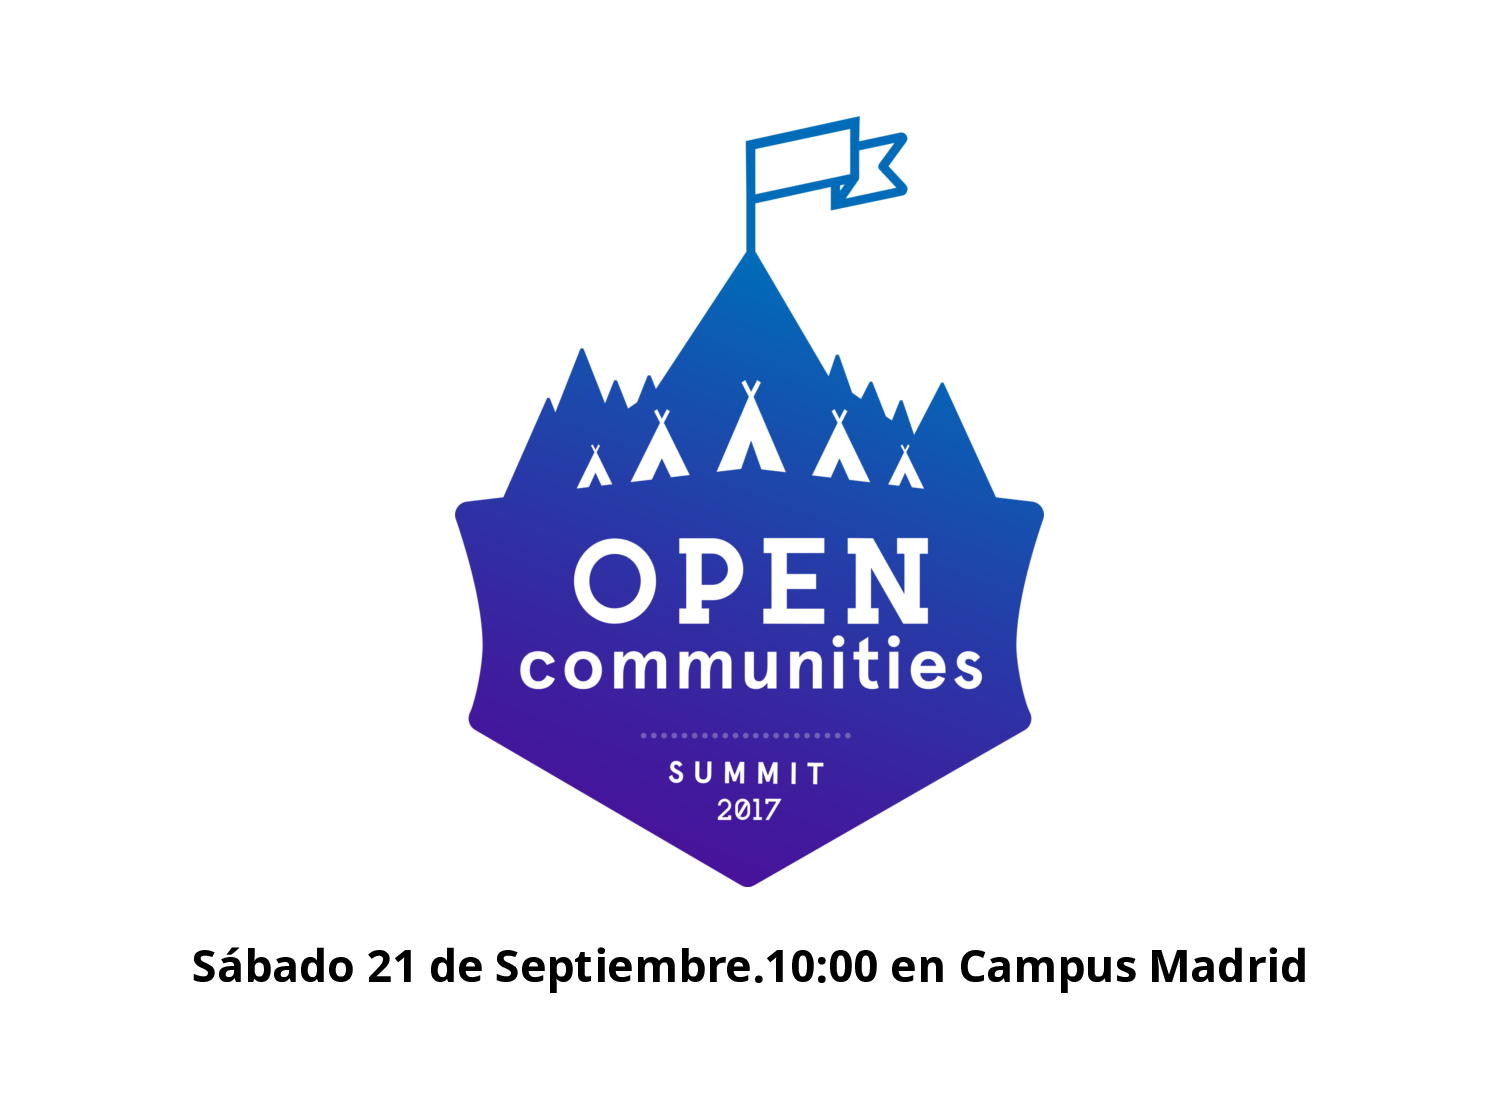 OPEN
communities
SUMMIT
2017
Sábado 21 de Septiembre.10:00 en Campus Madrid